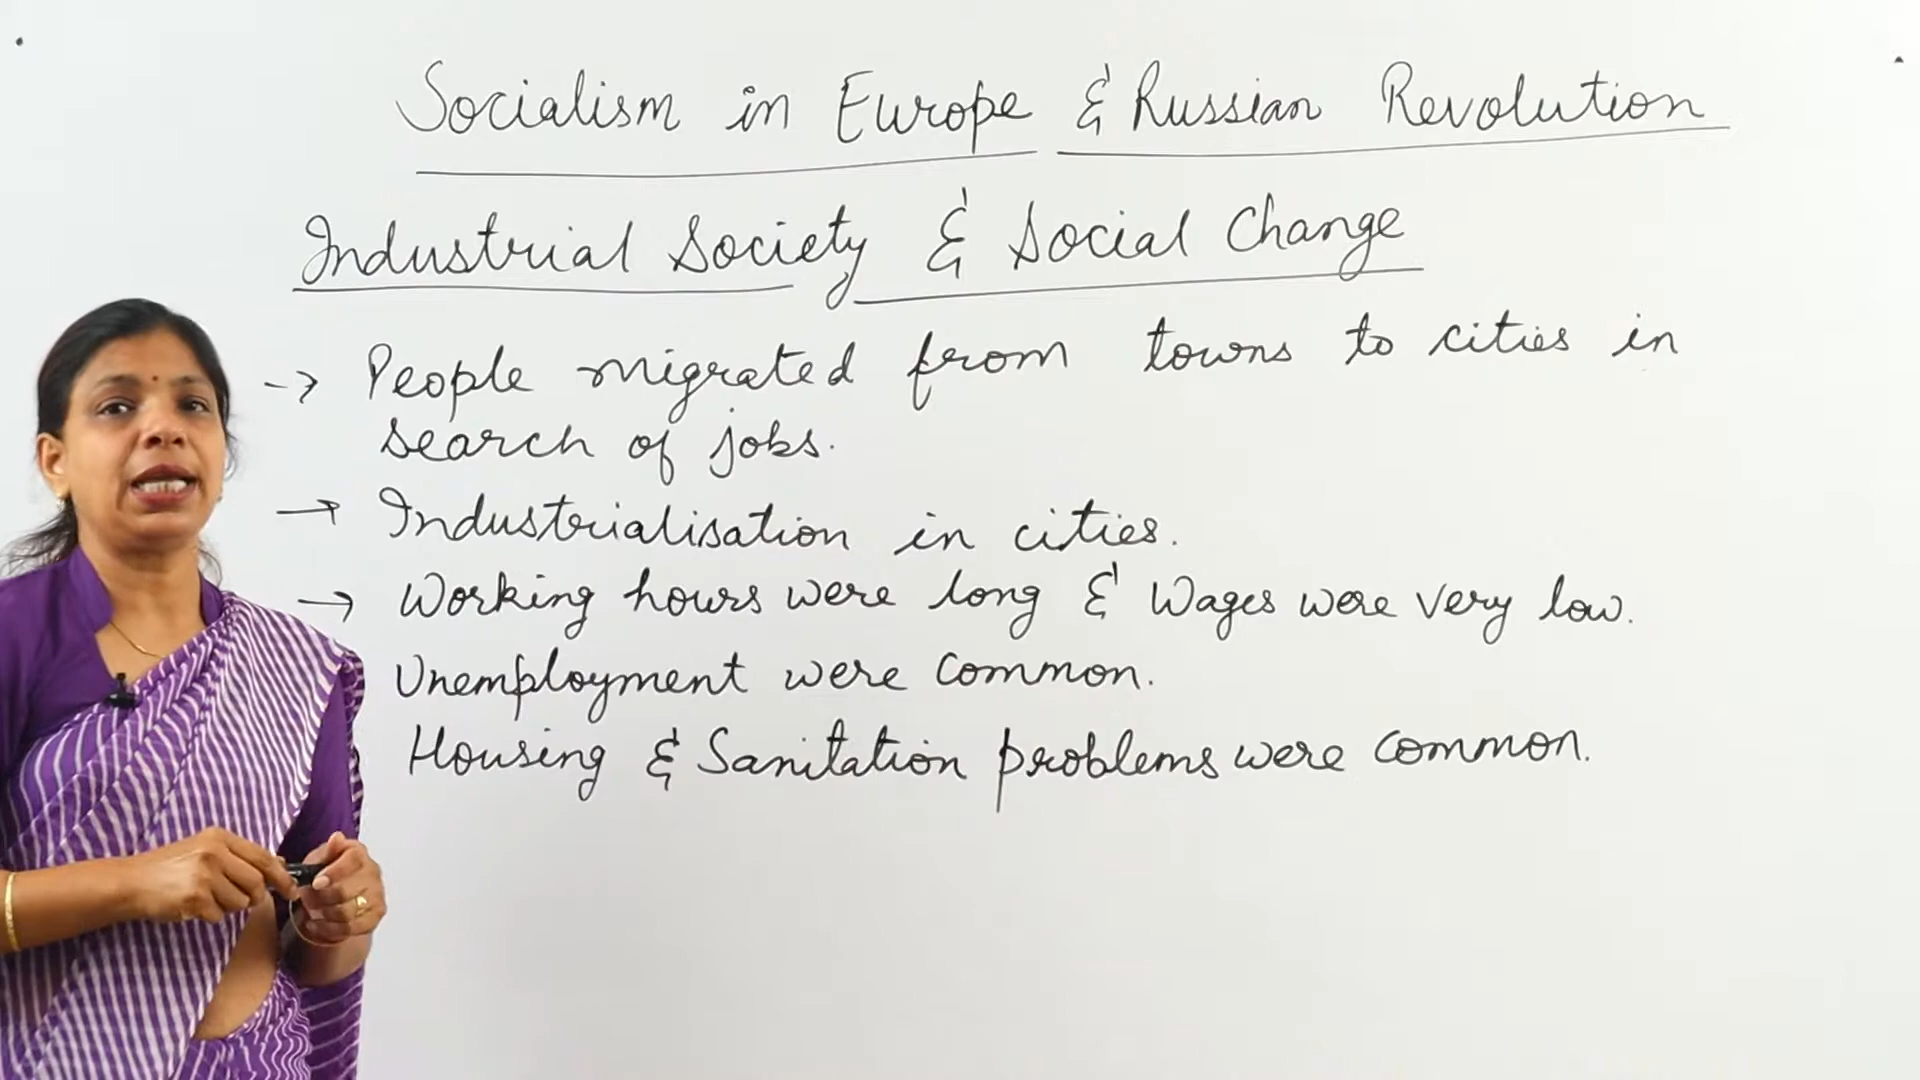 Socialism in Europe & Russian Revolution
Industrial Society & Social Change
-> People migrated from towns to cities in
search of jobs.
→ Industrialisation in cities.
→ Working hours were long & Wages were very low.
Unemployment were common.
Housing & Sanitation problems were common.